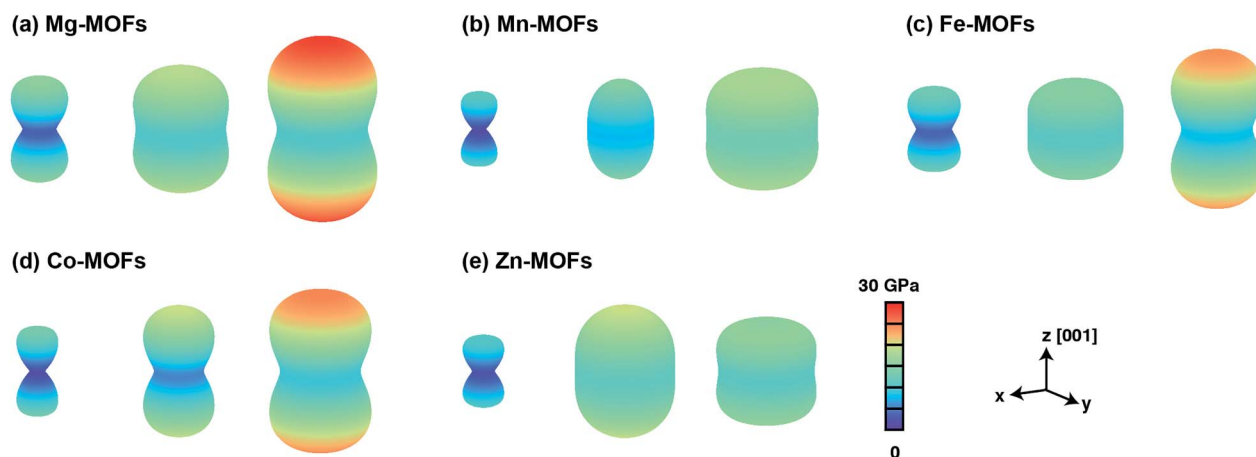 (a) Mg-MOFs
(b) Mn-MOFs
(c) Fe-MOFs
(d) Co-MOFs
(e) Zn-MOFs
30 GPa
0
z [001]
x
y